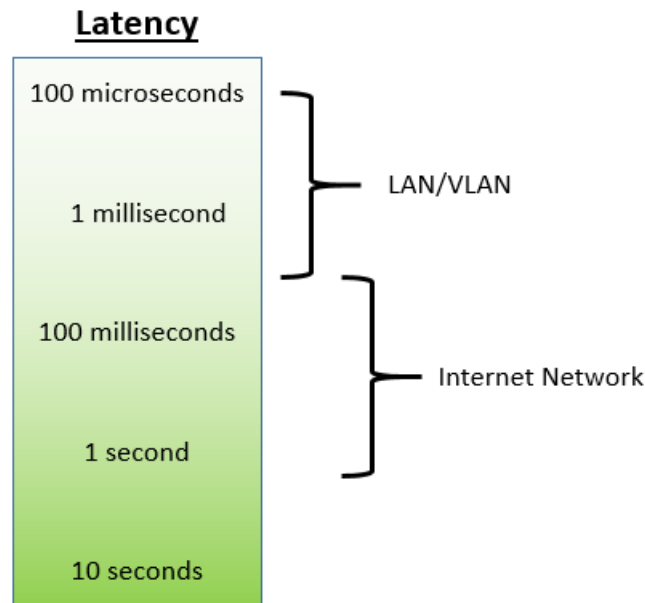 Latency
100 microseconds
LAN/VLAN
1 millisecond
100 milliseconds
Internet Network
1 second
10 seconds